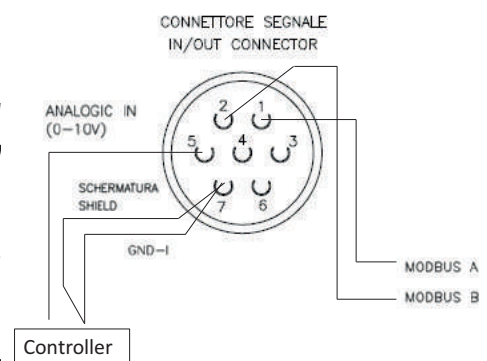 CONNETTORE SEGNALE
IN/OUT CONNECTOR
ANALOGIC IN
(0-10V)
2
1
5
4
3
SCHERMATURA
SHIELD
7
6
GND-I
MODBUS A
MODBUS B
Controller